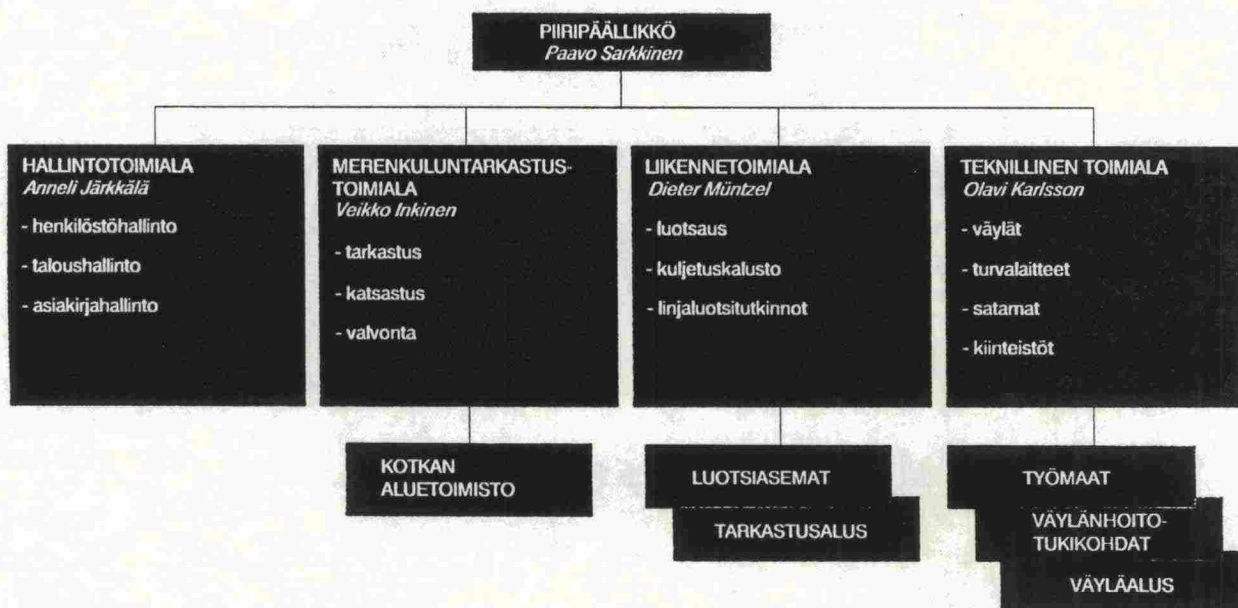 PIIRIPÄÄLLIKKÖ
Paavo Sarkkinen
HALLINTOTOIMIALA
Anneli Järkkälä
- henkilöstöhallinto
- taloushallinto
- asiakirjahallinto
MERENKULUNTARKASTUS-
TOIMIALA
Veikko Inkinen
- tarkastus
- katsastus
- valvonta
LIIKENNETOIMIALA
Dieter Müntzel
- luotsaus
- kuljetuskalusto
- linjaluotsitutkinnot
TEKNILLINEN TOIMIALA
Olavi Karlsson
- väylät
- turvalaitteet
- satamat
- kiinteistöt
KOTKAN
ALUETOIMISTO
LUOTSIASEMAT
TARKASTUSALUS
TYÖMAAT
VÄYLÄNHOITO-
TUKIKOHDAT
VÄYLÄALUS